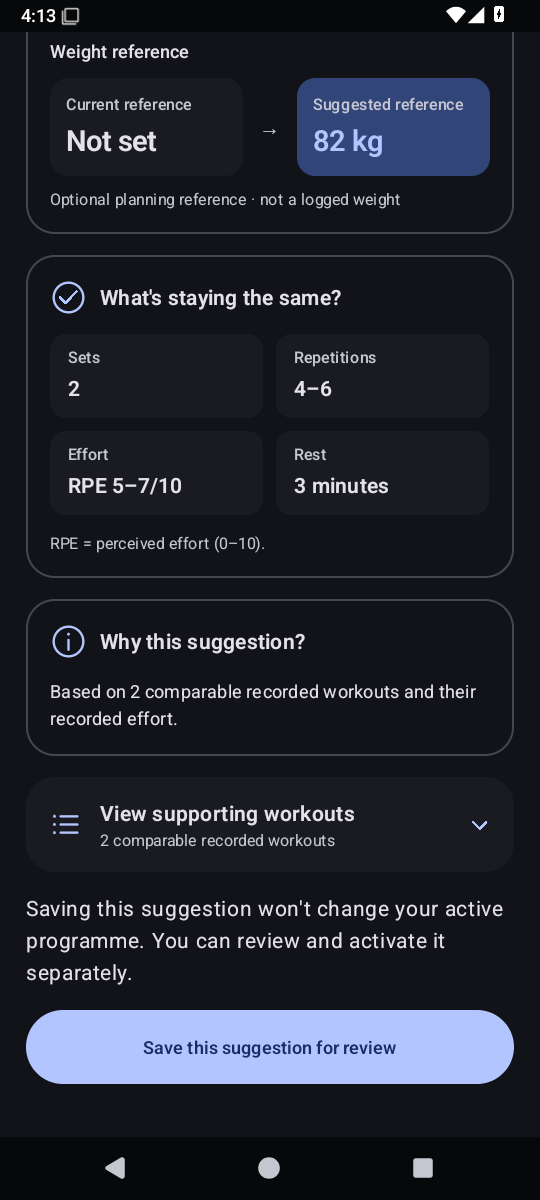 4:13
Weight reference
Current reference
Not set
→
Suggested reference
82 kg
Optional planning reference · not a logged weight
What's staying the same?
Sets
2
Repetitions
4–6
Effort
RPE 5–7/10
Rest
3 minutes
RPE = perceived effort (0–10).
Why this suggestion?
Based on 2 comparable recorded workouts and their
recorded effort.
View supporting workouts
2 comparable recorded workouts
Saving this suggestion won't change your active
programme. You can review and activate it
separately.
Save this suggestion for review